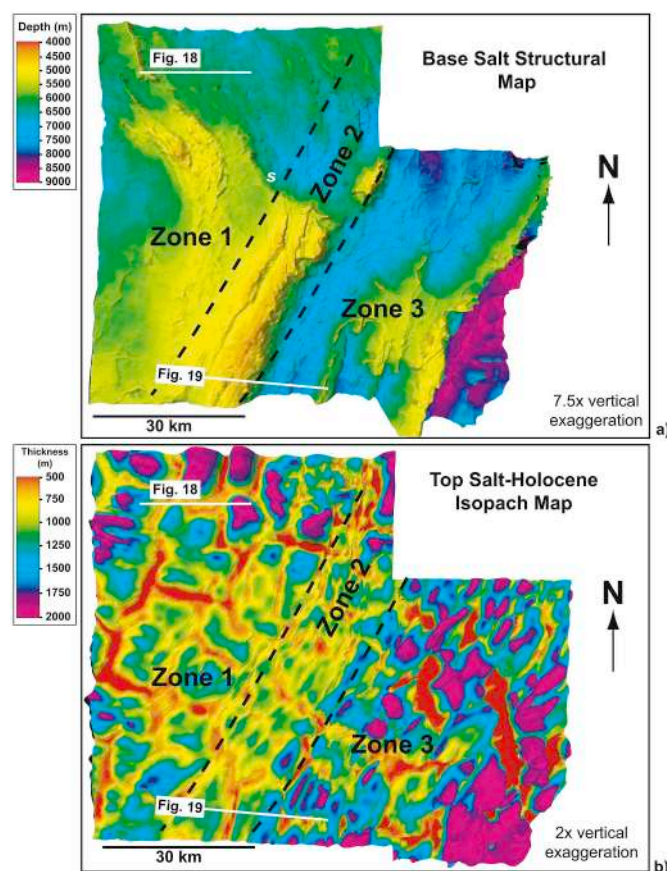 Depth (m)
4000
4500
5000
5500
6000
6500
7000
7500
8000
8500
9000
Fig. 18
Base Salt Structural
Map
N
Zone 2
s
Zone 1
Zone 3
Fig. 19
30 km
7.5x vertical
exaggeration
a)
Thickness
(m)
500
750
1000
1250
1500
1750
2000
Fig. 18
Top Salt-Holocene
Isopach Map
N
Zone 2
Zone 1
Zone 3
Fig. 19
30 km
2x vertical
exaggeration
b)